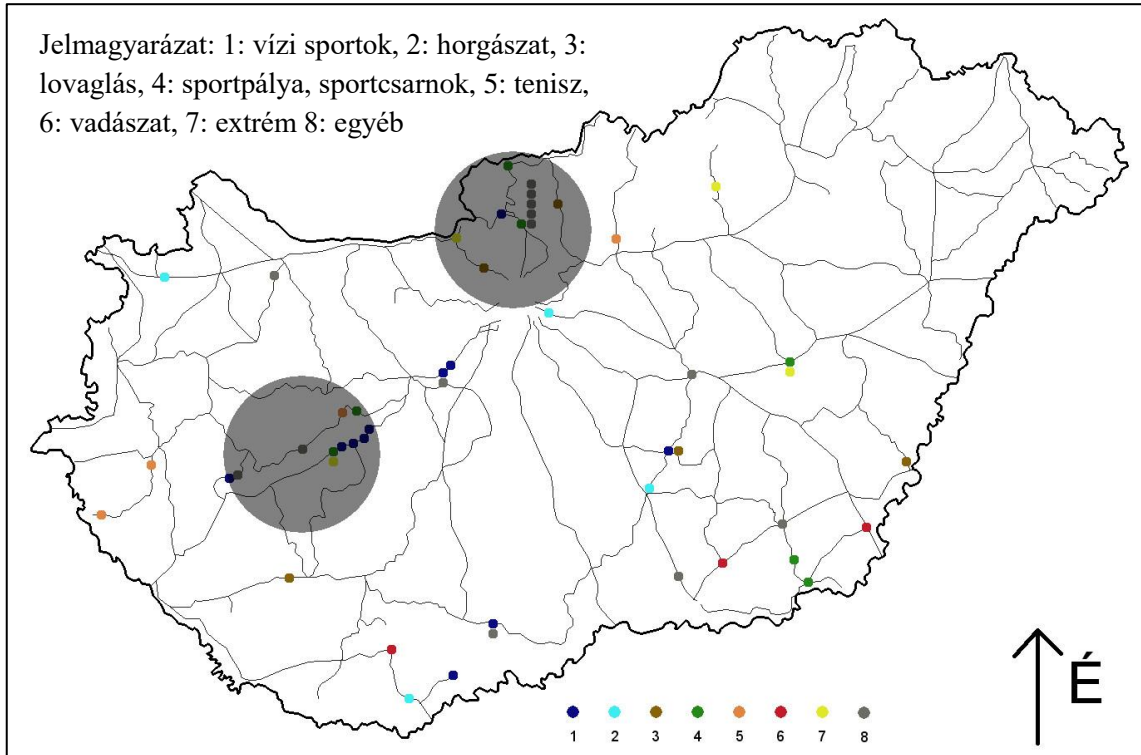 Jelmagyarázat: 1: vízi sportok, 2: horgászat, 3:
lovaglás, 4: sportpálya, sportcsarnok, 5: tenisz,
6: vadászat, 7: extrém 8: egyéb
É
1 2 3 4 5 6 7 8